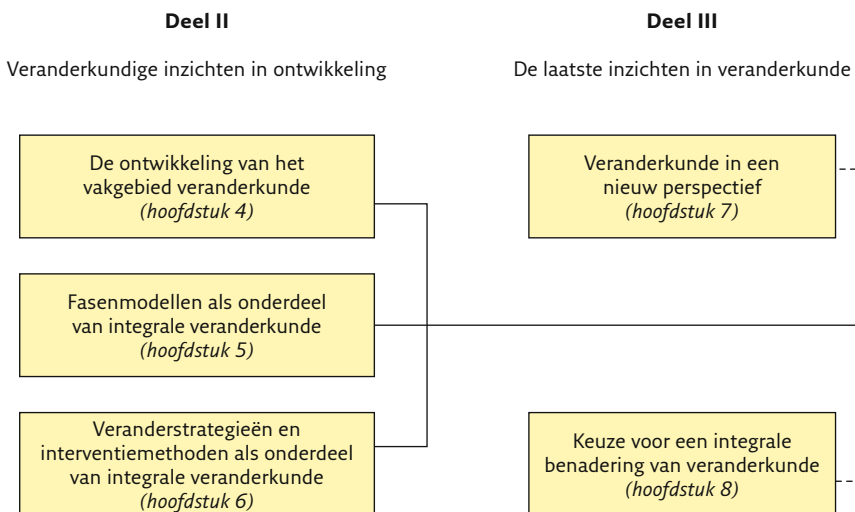 Deel II
Veranderkundige inzichten in ontwikkeling
De ontwikkeling van het
vakgebied veranderkunde
(hoofdstuk 4)
Fasenmodellen als onderdeel
van integrale veranderkunde
(hoofdstuk 5)
Veranderstrategieën en
interventiemethoden als onderdeel
van integrale veranderkunde
(hoofdstuk 6)
Deel III
De laatste inzichten in veranderkunde
Veranderkunde in een
nieuw perspectief
(hoofdstuk 7)
Keuze voor een integrale
benadering van veranderkunde
(hoofdstuk 8)